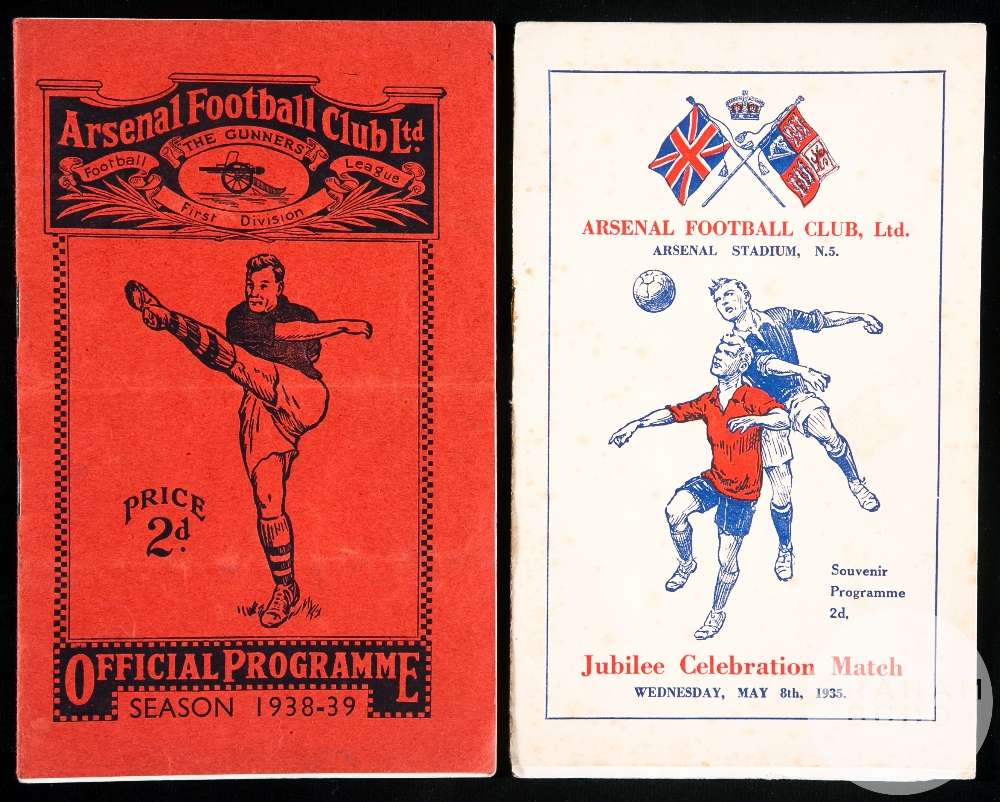 Arsenal Football Club Ltd.
THE GUNNERS
Football League
First Division
PRICE
2d.
OFFICIAL PROGRAMME
SEASON 1938-39
ARSENAL FOOTBALL CLUB, Ltd.
ARSENAL STADIUM, N.5.
Souvenir
Programme
2d.
Jubilee Celebration Match
WEDNESDAY, MAY 8th, 1935.